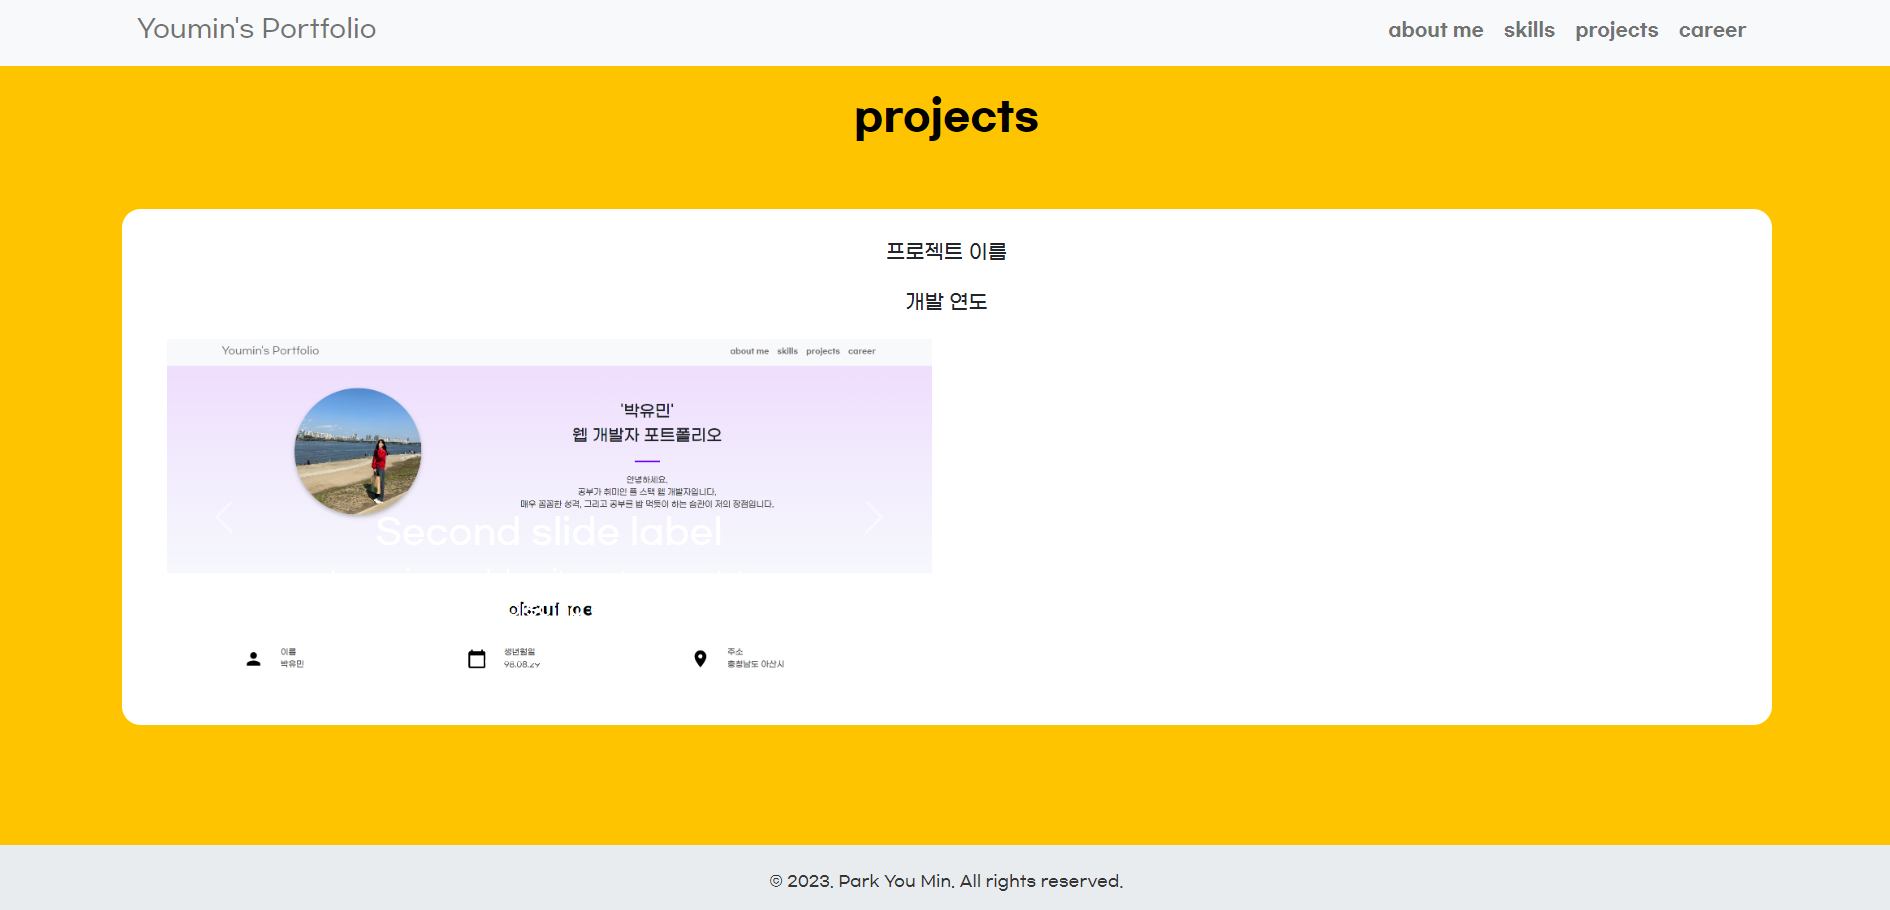 Youmin's Portfolio
about me skills projects career
projects
프로젝트 이름
개발 연도
Youmin's Portfolio
about me skills projects career
'박유민'
웹 개발자 포트폴리오
안녕하세요.
공부가 취미인 풀 스택 웹 개발자입니다.
매우 꼼꼼한 성격, 그리고 공부를 밥 먹듯이 하는 습관이 저의 장점입니다.
Second slide label
about me
이름
박유민
생년월일
98.08.29
주소
충청남도 아산시
© 2023. Park You Min. All rights reserved.